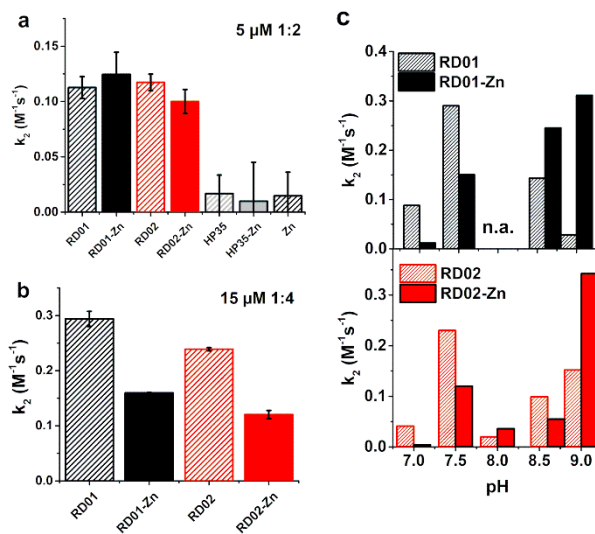 a
5 µM 1:2
k₂ (M⁻¹s⁻¹)
0.15
0.10
0.05
0.00
RD01
RD01-Zn
RD02
RD02-Zn
HP35
HP35-Zn
Zn
b
15 µM 1:4
k₂ (M⁻¹s⁻¹)
0.3
0.2
0.1
0.0
RD01
RD01-Zn
RD02
RD02-Zn
c
RD01
RD01-Zn
k₂ (M⁻¹s⁻¹)
0.4
0.3
0.2
0.1
0.0
n.a.
RD02
RD02-Zn
k₂ (M⁻¹s⁻¹)
0.3
0.2
0.1
0.0
7.0 7.5 8.0 8.5 9.0
pH